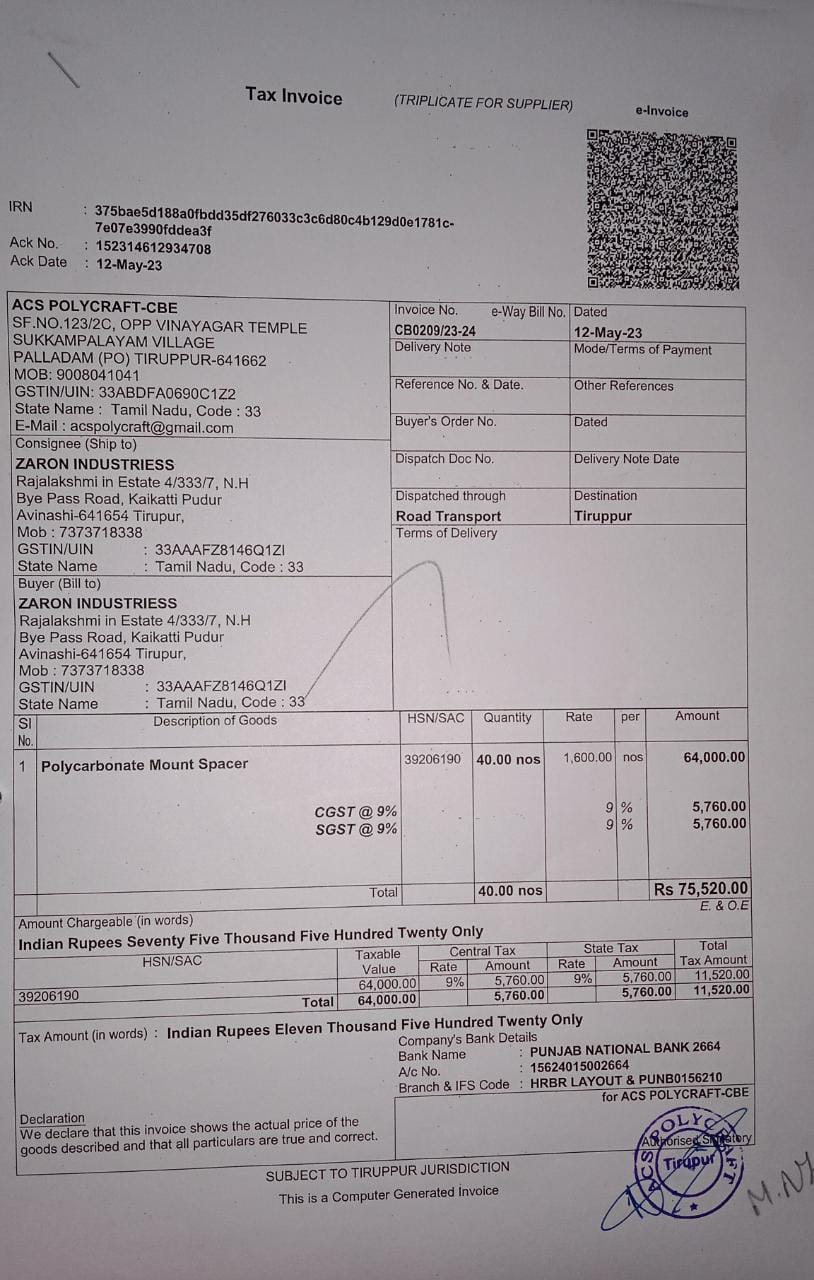 Tax Invoice (TRIPLICATE FOR SUPPLIER) e-Invoice
IRN : 375bae5d188a0fbdd35df276033c3c6d80c4b129d0e1781c-
7e07e3990fddea3f
Ack No. : 152314612934708
Ack Date : 12-May-23
ACS POLYCRAFT-CBE
SF.NO.123/2C, OPP VINAYAGAR TEMPLE
SUKKAMPALAYAM VILLAGE
PALLADAM (PO) TIRUPPUR-641662
MOB: 9008041041
GSTIN/UIN: 33ABDFA0690C1Z2
State Name : Tamil Nadu, Code : 33
E-Mail : acspolycraft@gmail.com
Invoice No. e-Way Bill No. Dated
CB0209/23-24 12-May-23
Delivery Note Mode/Terms of Payment
Reference No. & Date. Other References
Buyer's Order No. Dated
Dispatch Doc No. Delivery Note Date
Dispatched through Destination
Road Transport Tiruppur
Terms of Delivery
Consignee (Ship to)
ZARON INDUSTRIESS
Rajalakshmi in Estate 4/333/7, N.H
Bye Pass Road, Kaikatti Pudur
Avinashi-641654 Tirupur,
Mob : 7373718338
GSTIN/UIN : 33AAAFZ8146Q1ZI
State Name : Tamil Nadu, Code : 33
Buyer (Bill to)
ZARON INDUSTRIESS
Rajalakshmi in Estate 4/333/7, N.H
Bye Pass Road, Kaikatti Pudur
Avinashi-641654 Tirupur,
Mob : 7373718338
GSTIN/UIN : 33AAAFZ8146Q1ZI
State Name : Tamil Nadu, Code : 33
Sl No. Description of Goods HSN/SAC Quantity Rate per Amount
1 Polycarbonate Mount Spacer 39206190 40.00 nos 1,600.00 nos 64,000.00
CGST @ 9% 9 % 5,760.00
SGST @ 9% 9 % 5,760.00
Total 40.00 nos Rs 75,520.00
Amount Chargeable (in words) E. & O.E
Indian Rupees Seventy Five Thousand Five Hundred Twenty Only
HSN/SAC Taxable Value Central Tax State Tax Total Tax Amount
Rate Amount Rate Amount
39206190 64,000.00 9% 5,760.00 9% 5,760.00 11,520.00
Total 64,000.00 5,760.00 5,760.00 11,520.00
Tax Amount (in words) : Indian Rupees Eleven Thousand Five Hundred Twenty Only
Company's Bank Details
Bank Name : PUNJAB NATIONAL BANK 2664
A/c No. : 15624015002664
Branch & IFS Code : HRBR LAYOUT & PUNB0156210
for ACS POLYCRAFT-CBE
Declaration
We declare that this invoice shows the actual price of the
goods described and that all particulars are true and correct.
Authorised Signatory
ACS POLYCRAFT
Tirupur
SUBJECT TO TIRUPPUR JURISDICTION
This is a Computer Generated Invoice